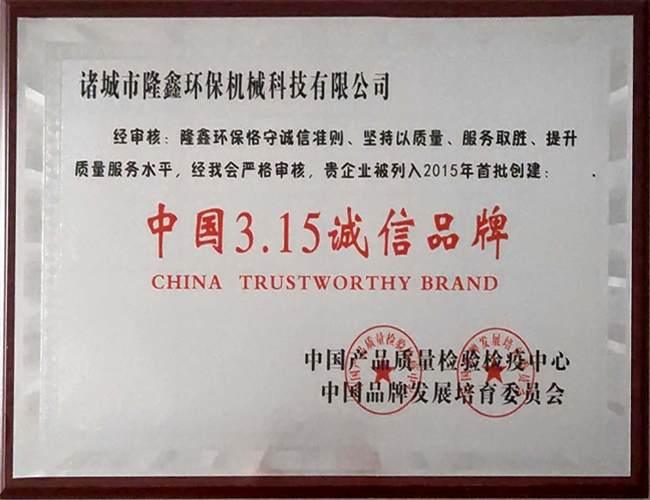 诸城市隆鑫环保机械科技有限公司
经审核：隆鑫环保恪守诚信准则、坚持以质量、服务取胜、提升
质量服务水平，经我会严格审核，贵企业被列入2015年首批创建：
中国3.15诚信品牌
CHINA TRUSTWORTHY BRAND
中国产品质量检验检疫中心
中国品牌发展培育委员会